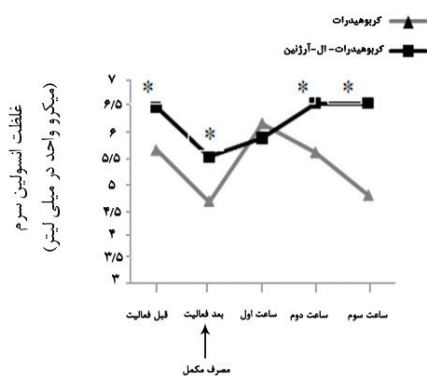 کربوهیدرات
کربوهیدرات-ال-آرژنین
غلظت انسولین سرم
(میکرو واحد در میلی لیتر)
۷
۶/۵
۶
۵/۵
۵
۴/۵
۴
۳/۵
۳
*
*
*
*
قبل فعالیت
بعد فعالیت
ساعت اول
ساعت دوم
ساعت سوم
مصرف مکمل